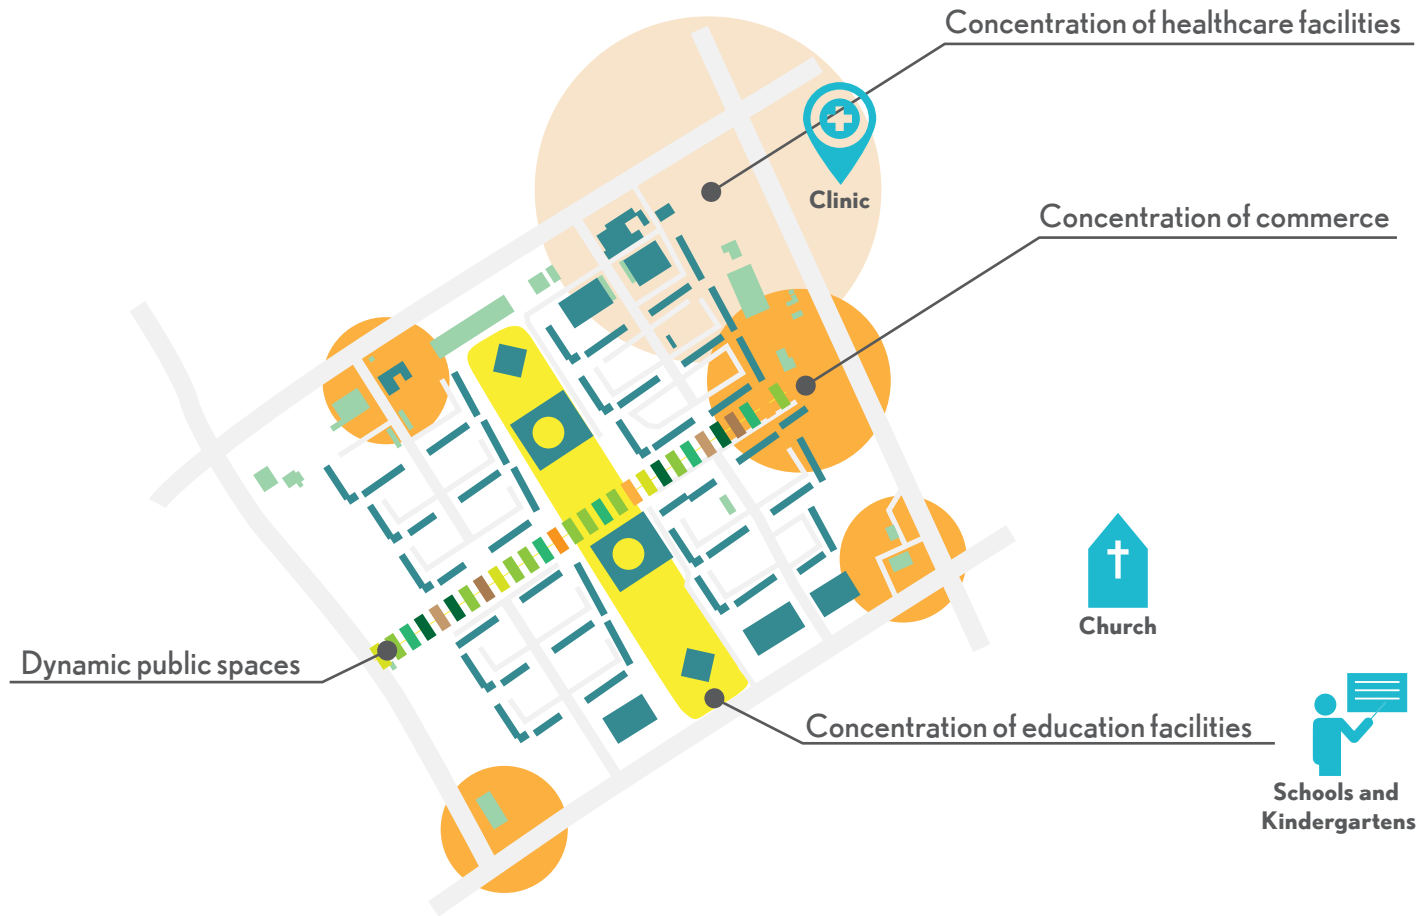 Concentration of healthcare facilities
Clinic
Concentration of commerce
Church
Dynamic public spaces
Concentration of education facilities
Schools and
Kindergartens